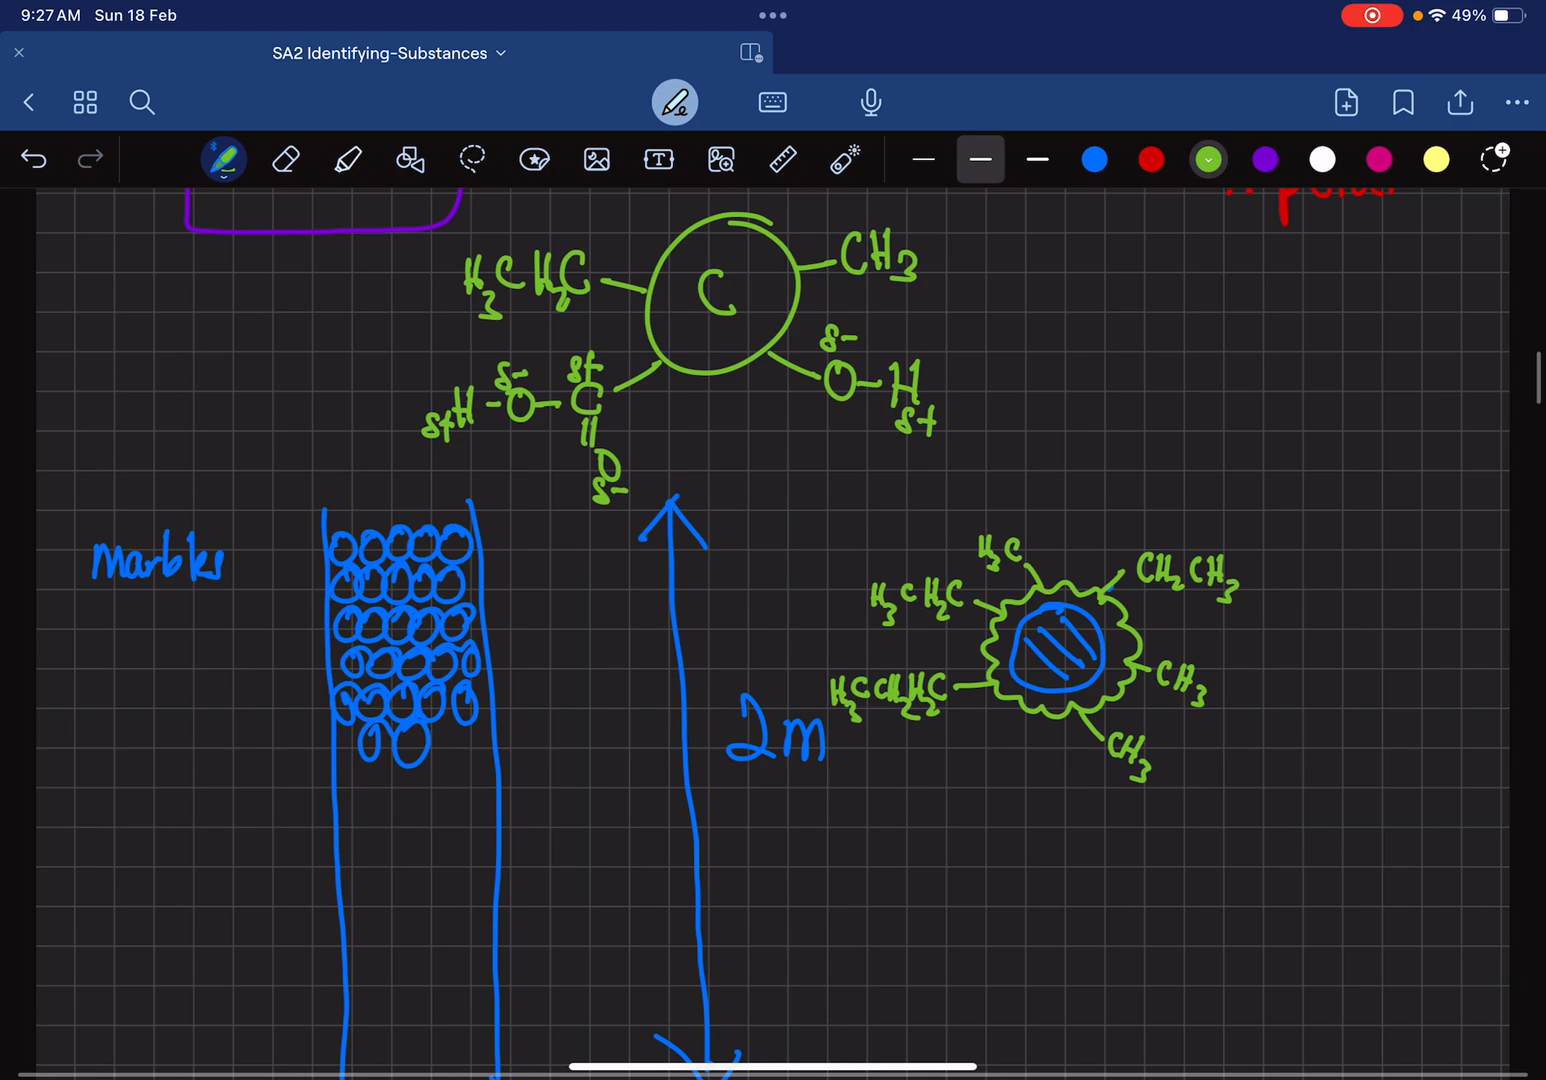 9:27 AM Sun 18 Feb
49%
SA2 Identifying-Substances
H3CH2C
C
CH3
δ-
δ+
δ-
H-O-C
O-H
δ+
δ+
O
δ-
Marbles
H3C
CH2CH3
H3CH2C
H3CCH2H2C
CH3
2m
CH3